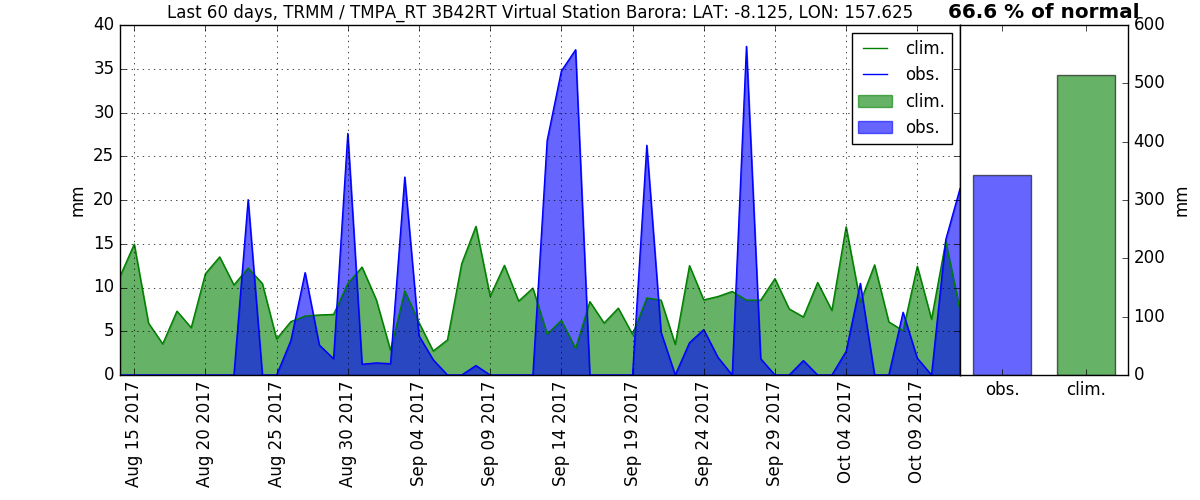 Last 60 days, TRMM / TMPA_RT 3B42RT Virtual Station Barora: LAT: -8.125, LON: 157.625
66.6 % of normal
40
35
30
25
20
15
10
5
0
mm
clim.
obs.
clim.
obs.
600
500
400
300
200
100
0
mm
Aug 15 2017
Aug 20 2017
Aug 25 2017
Aug 30 2017
Sep 04 2017
Sep 09 2017
Sep 14 2017
Sep 19 2017
Sep 24 2017
Sep 29 2017
Oct 04 2017
Oct 09 2017
obs.
clim.